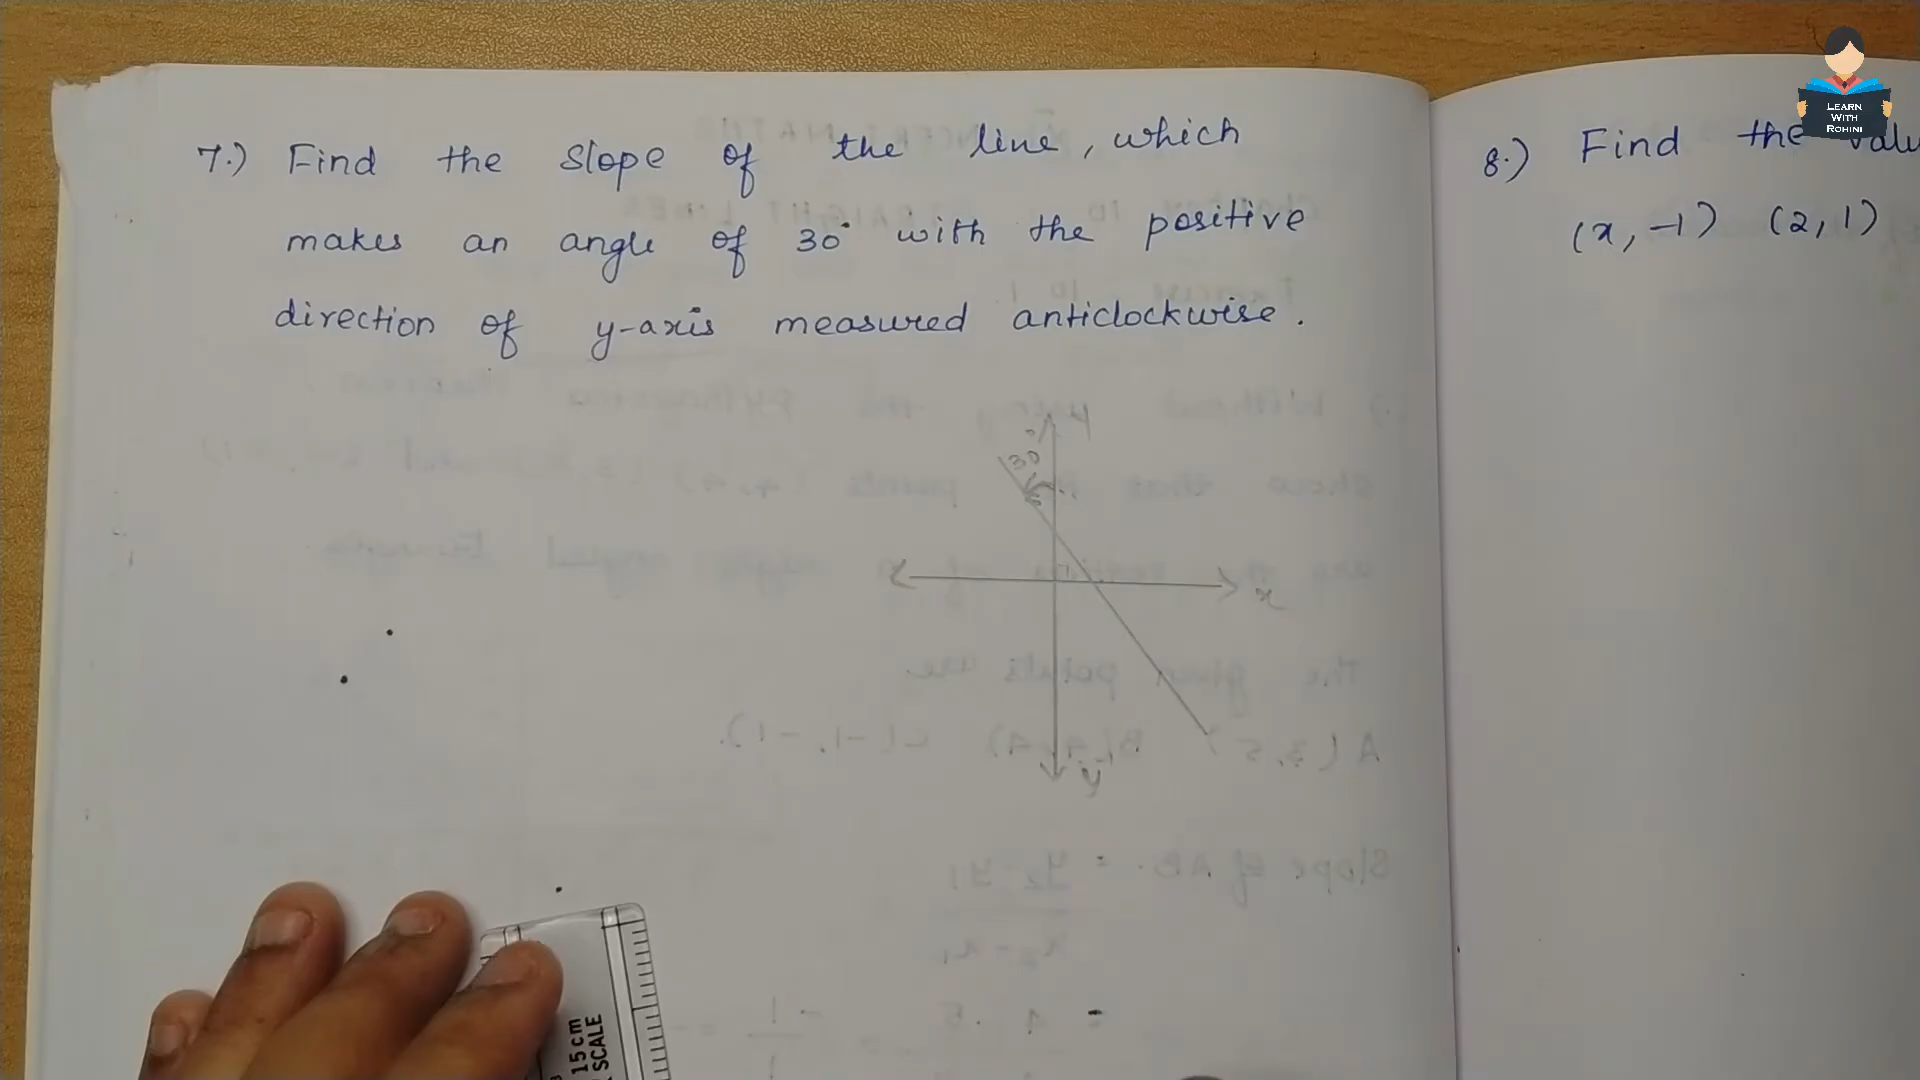 7.) Find the slope of the line, which
makes an angle of 30° with the positive
direction of y-axis measured anticlockwise.
y
30°
x
y
8.) Find the
(x, -1) (2, 1)
LEARN
WITH
ROHINI
15cm
SCALE